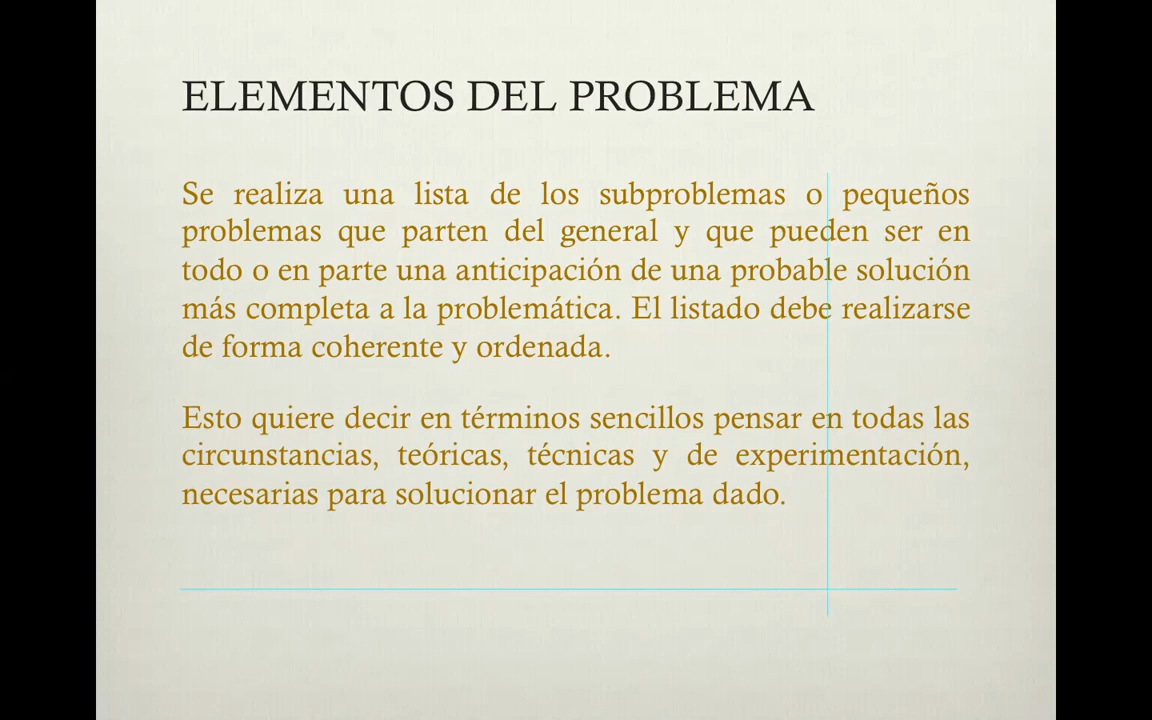 ELEMENTOS DEL PROBLEMA
Se realiza una lista de los subproblemas o pequeños
problemas que parten del general y que pueden ser en
todo o en parte una anticipación de una probable solución
más completa a la problemática. El listado debe realizarse
de forma coherente y ordenada.
Esto quiere decir en términos sencillos pensar en todas las
circunstancias, teóricas, técnicas y de experimentación,
necesarias para solucionar el problema dado.